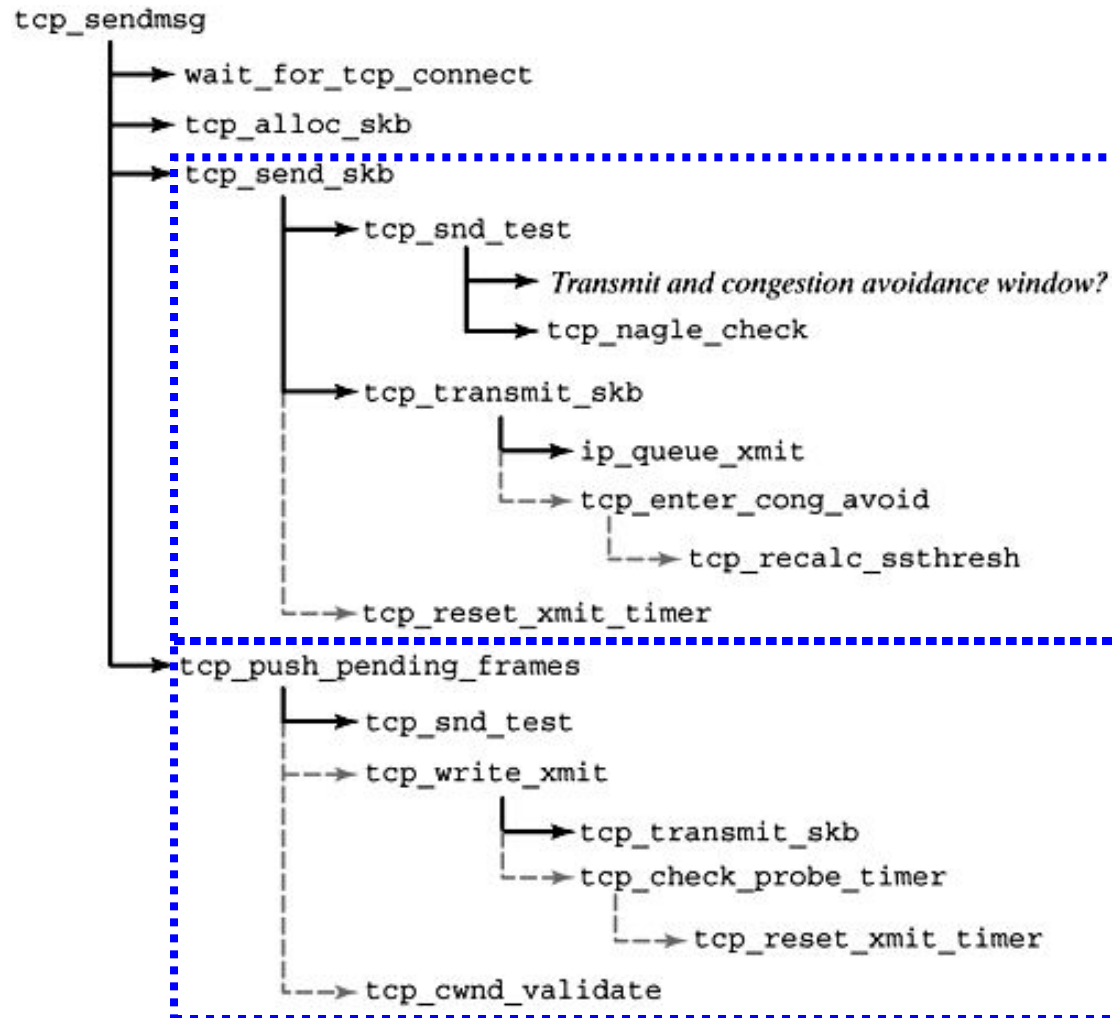 tcp_sendmsg
wait_for_tcp_connect
tcp_alloc_skb
tcp_send_skb
tcp_snd_test
Transmit and congestion avoidance window?
tcp_nagle_check
tcp_transmit_skb
ip_queue_xmit
tcp_enter_cong_avoid
tcp_recalc_ssthresh
tcp_reset_xmit_timer
tcp_push_pending_frames
tcp_snd_test
tcp_write_xmit
tcp_transmit_skb
tcp_check_probe_timer
tcp_reset_xmit_timer
tcp_cwnd_validate